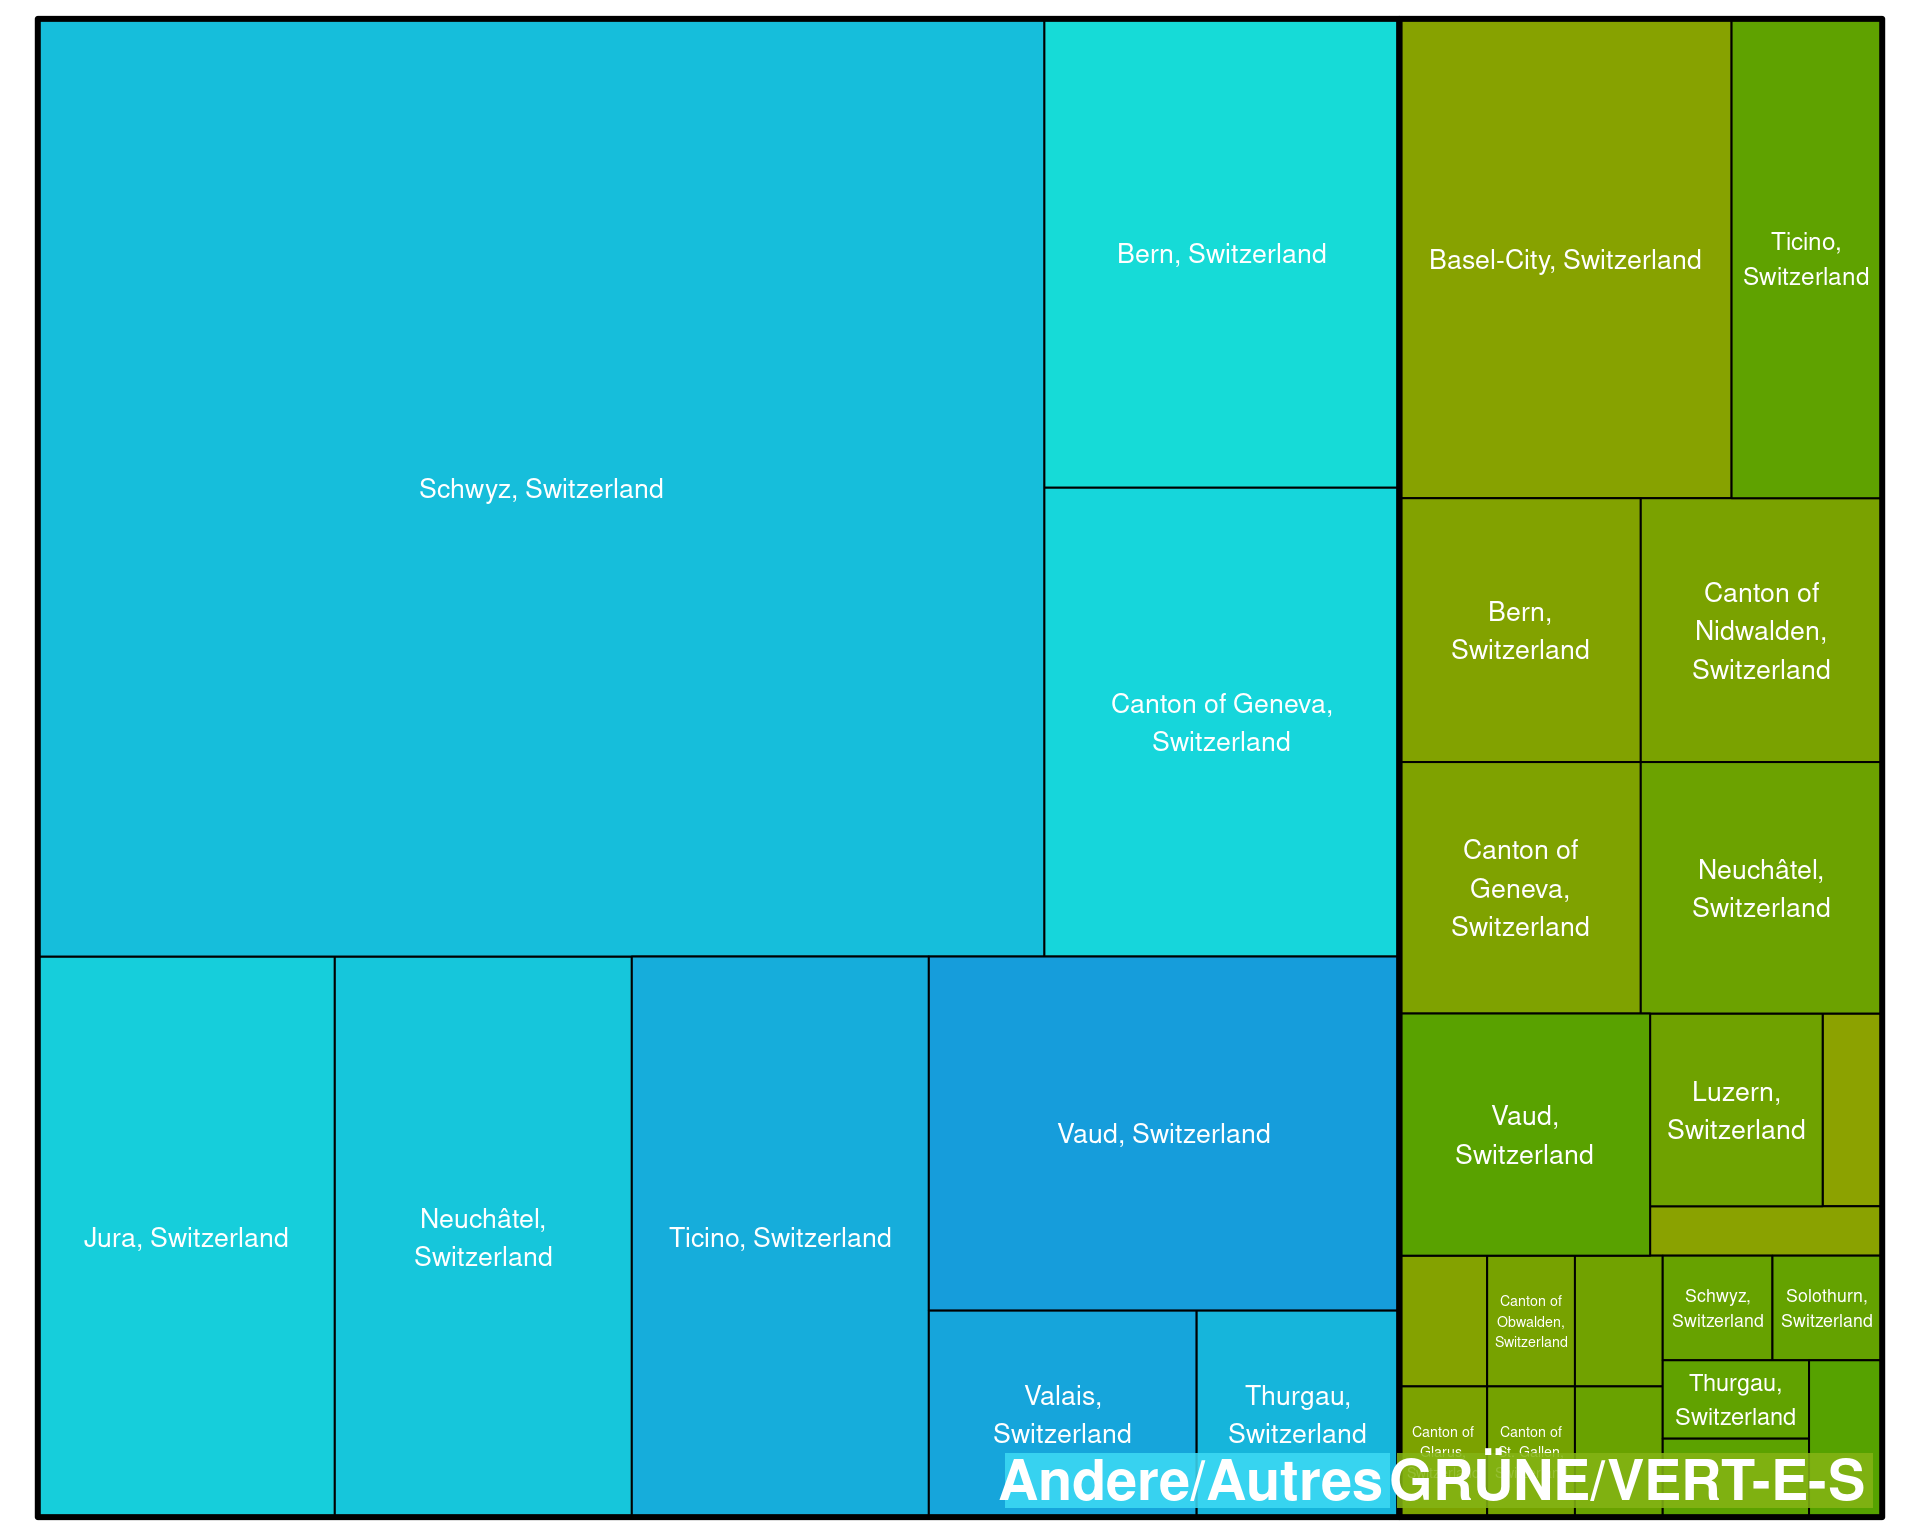 Schwyz, Switzerland
Bern, Switzerland
Canton of Geneva,
Switzerland
Jura, Switzerland
Neuchâtel,
Switzerland
Ticino, Switzerland
Vaud, Switzerland
Valais,
Switzerland
Thurgau,
Switzerland
Andere/Autres
Basel-City, Switzerland
Ticino,
Switzerland
Bern,
Switzerland
Canton of
Nidwalden,
Switzerland
Canton of
Geneva,
Switzerland
Neuchâtel,
Switzerland
Vaud,
Switzerland
Luzern,
Switzerland
Canton of
Obwalden,
Switzerland
Schwyz,
Switzerland
Solothurn,
Switzerland
Thurgau,
Switzerland
Canton of
Glarus,
Canton of
St. Gallen,
GRÜNE/VERT-E-S